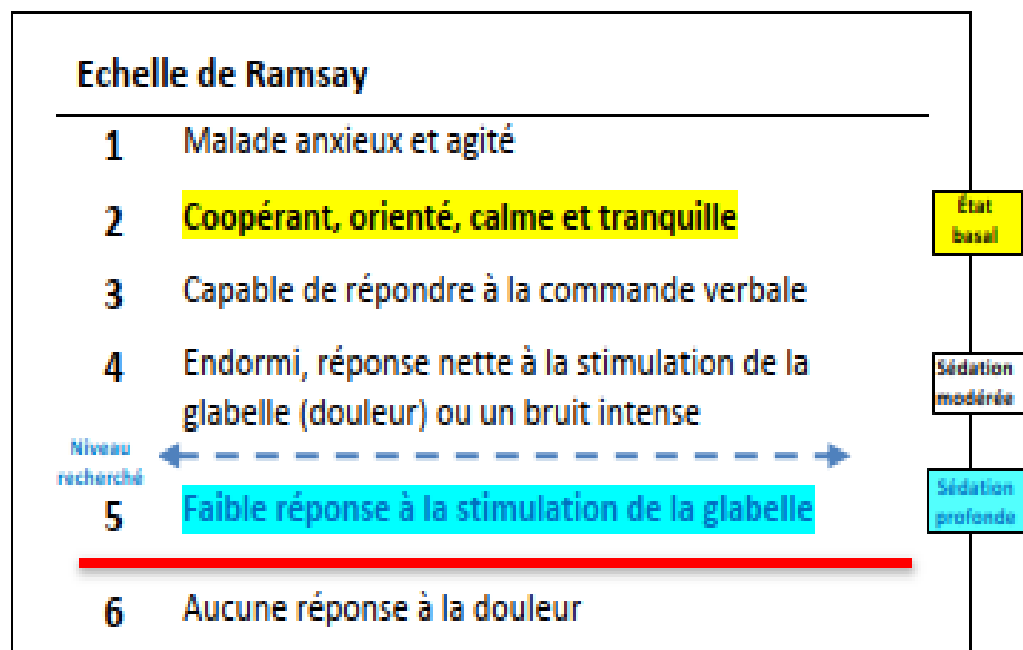 Echelle de Ramsay
1 Malade anxieux et agité
2 Coopérant, orienté, calme et tranquille
État
basal
3 Capable de répondre à la commande verbale
4 Endormi, réponse nette à la stimulation de la
glabelle (douleur) ou un bruit intense
Sédation
modérée
Niveau
recherché
5 Faible réponse à la stimulation de la glabelle
Sédation
profonde
6 Aucune réponse à la douleur